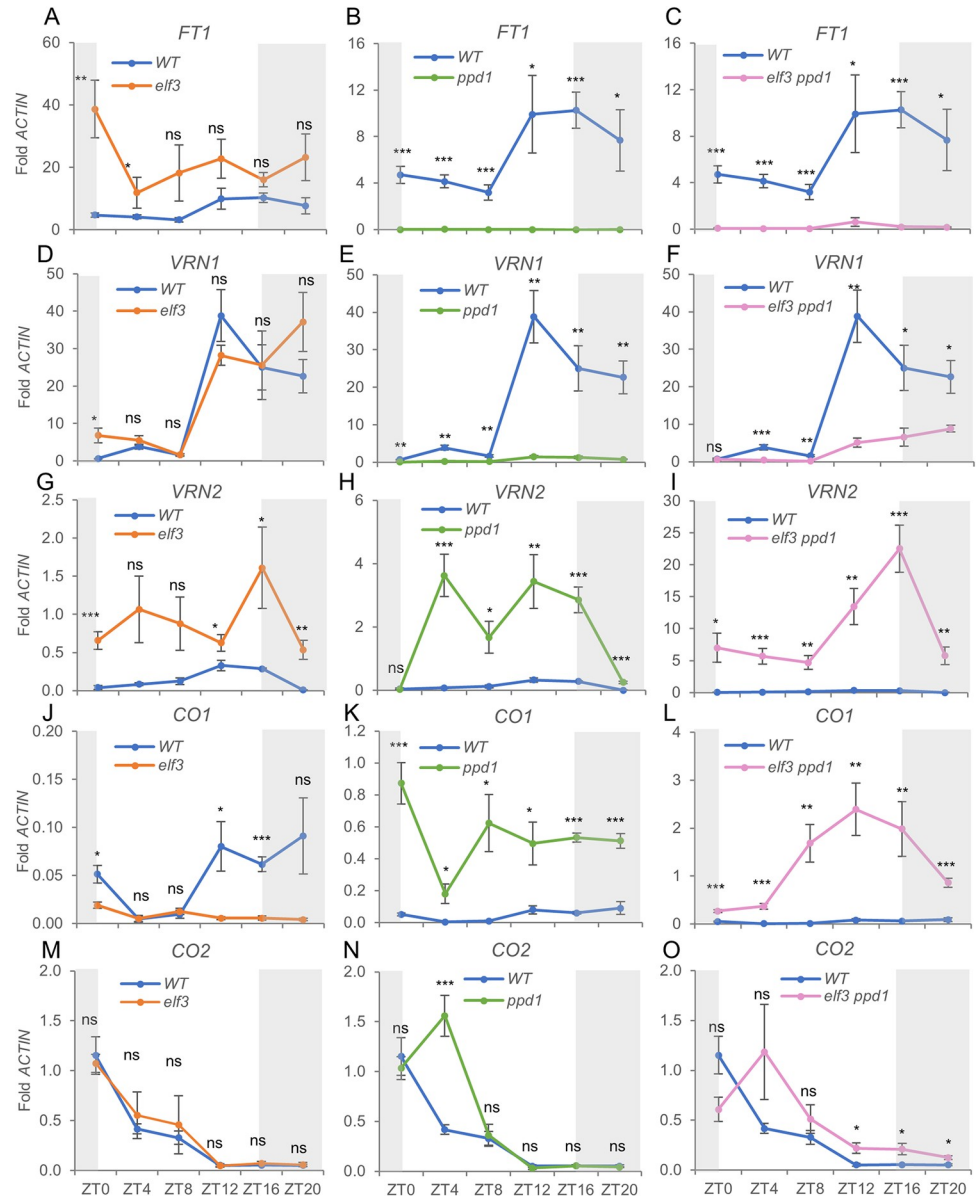 A
FT1
60
40
20
0
Fold ACTIN
WT
elf3
**
*
ns
ns
ns
ns
B
FT1
16
12
8
4
0
WT
ppd1
***
***
***
*
***
*
C
FT1
16
12
8
4
0
WT
elf3 ppd1
***
***
***
*
***
*
D
VRN1
50
40
30
20
10
0
Fold ACTIN
WT
elf3
*
ns
ns
ns
ns
ns
E
VRN1
50
40
30
20
10
0
WT
ppd1
**
**
**
**
**
**
F
VRN1
50
40
30
20
10
0
WT
elf3 ppd1
ns
***
**
**
*
*
G
VRN2
2.5
2.0
1.5
1.0
0.5
0.0
Fold ACTIN
WT
elf3
***
ns
ns
*
*
**
H
VRN2
6
4
2
0
WT
ppd1
ns
***
*
**
***
***
I
VRN2
30
25
20
15
10
5
0
WT
elf3 ppd1
*
***
**
**
***
**
J
CO1
0.20
0.15
0.10
0.05
0.00
Fold ACTIN
WT
elf3
*
ns
ns
*
***
ns
K
CO1
1.2
1.0
0.8
0.6
0.4
0.2
0.0
WT
ppd1
***
*
*
*
***
***
L
CO1
4
3
2
1
0
WT
elf3 ppd1
***
***
**
**
**
***
M
CO2
2.0
1.5
1.0
0.5
0.0
Fold ACTIN
WT
elf3
ns
ns
ns
ns
ns
ns
ZT0 ZT4 ZT8 ZT12 ZT16 ZT20
N
CO2
2.0
1.5
1.0
0.5
0.0
WT
ppd1
ns
***
ns
ns
ns
ns
ZT0 ZT4 ZT8 ZT12 ZT16 ZT20
O
CO2
2.0
1.5
1.0
0.5
0.0
WT
elf3 ppd1
ns
ns
ns
*
*
*
ZT0 ZT4 ZT8 ZT12 ZT16 ZT20